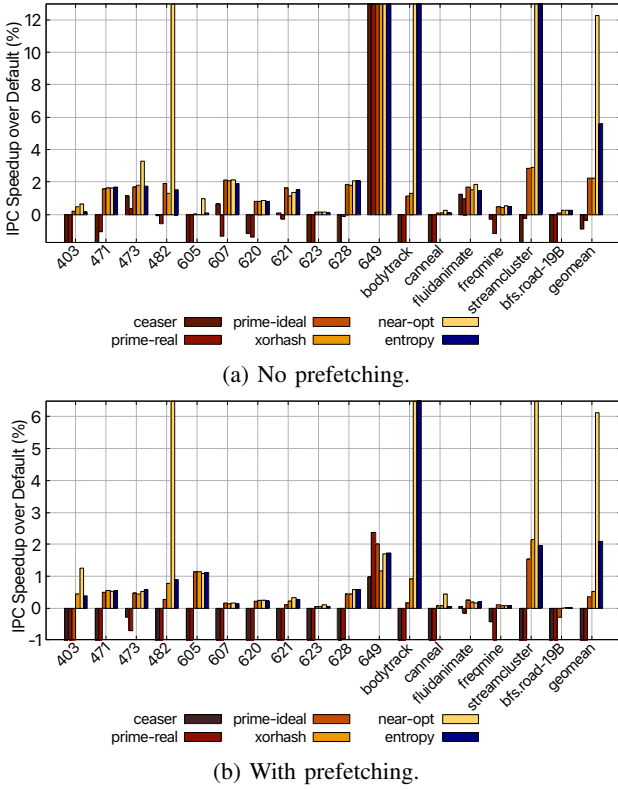 IPC Speedup over Default (%)
12
10
8
6
4
2
0
403
471
473
482
605
607
620
621
623
628
649
bodytrack
canneal
fluidanimate
freqmine
streamcluster
bfs.road-19B
geomean
ceaser prime-ideal near-opt
prime-real xorhash entropy
(a) No prefetching.
IPC Speedup over Default (%)
6
5
4
3
2
1
0
-1
403
471
473
482
605
607
620
621
623
628
649
bodytrack
canneal
fluidanimate
freqmine
streamcluster
bfs.road-19B
geomean
ceaser prime-ideal near-opt
prime-real xorhash entropy
(b) With prefetching.